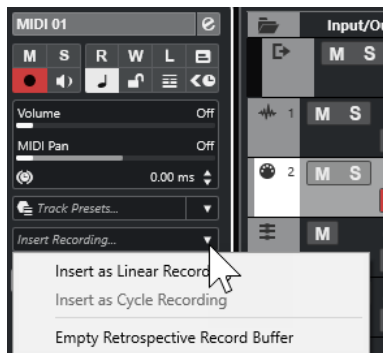 MIDI 01
Input/Ou
M S R W L
M S
Volume Off
MIDI Pan Off
0.00 ms
1 M S
Track Presets...
2 M S
Insert Recording...
M
Insert as Linear Record
Insert as Cycle Recording
Empty Retrospective Record Buffer